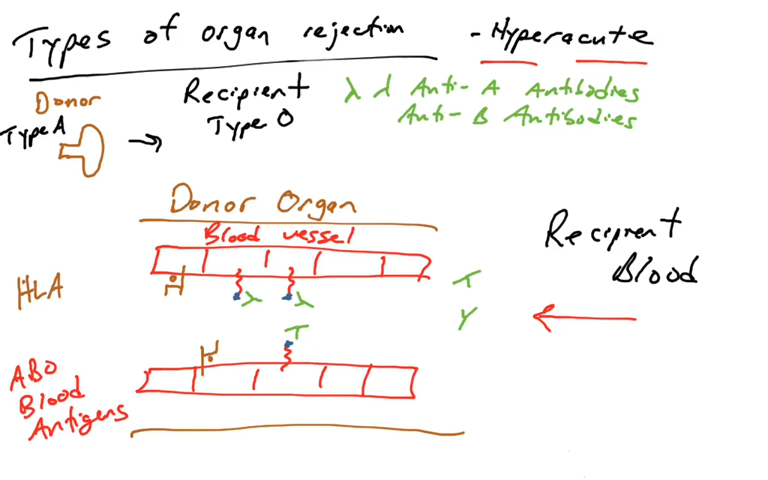 Types of organ rejection - Hyperacute
Donor
Type A
Recipient
Type O
Anti-A Antibodies
Anti-B Antibodies
Donor Organ
Blood vessel
Recipient
Blood
HLA
ABO
Blood
Antigens